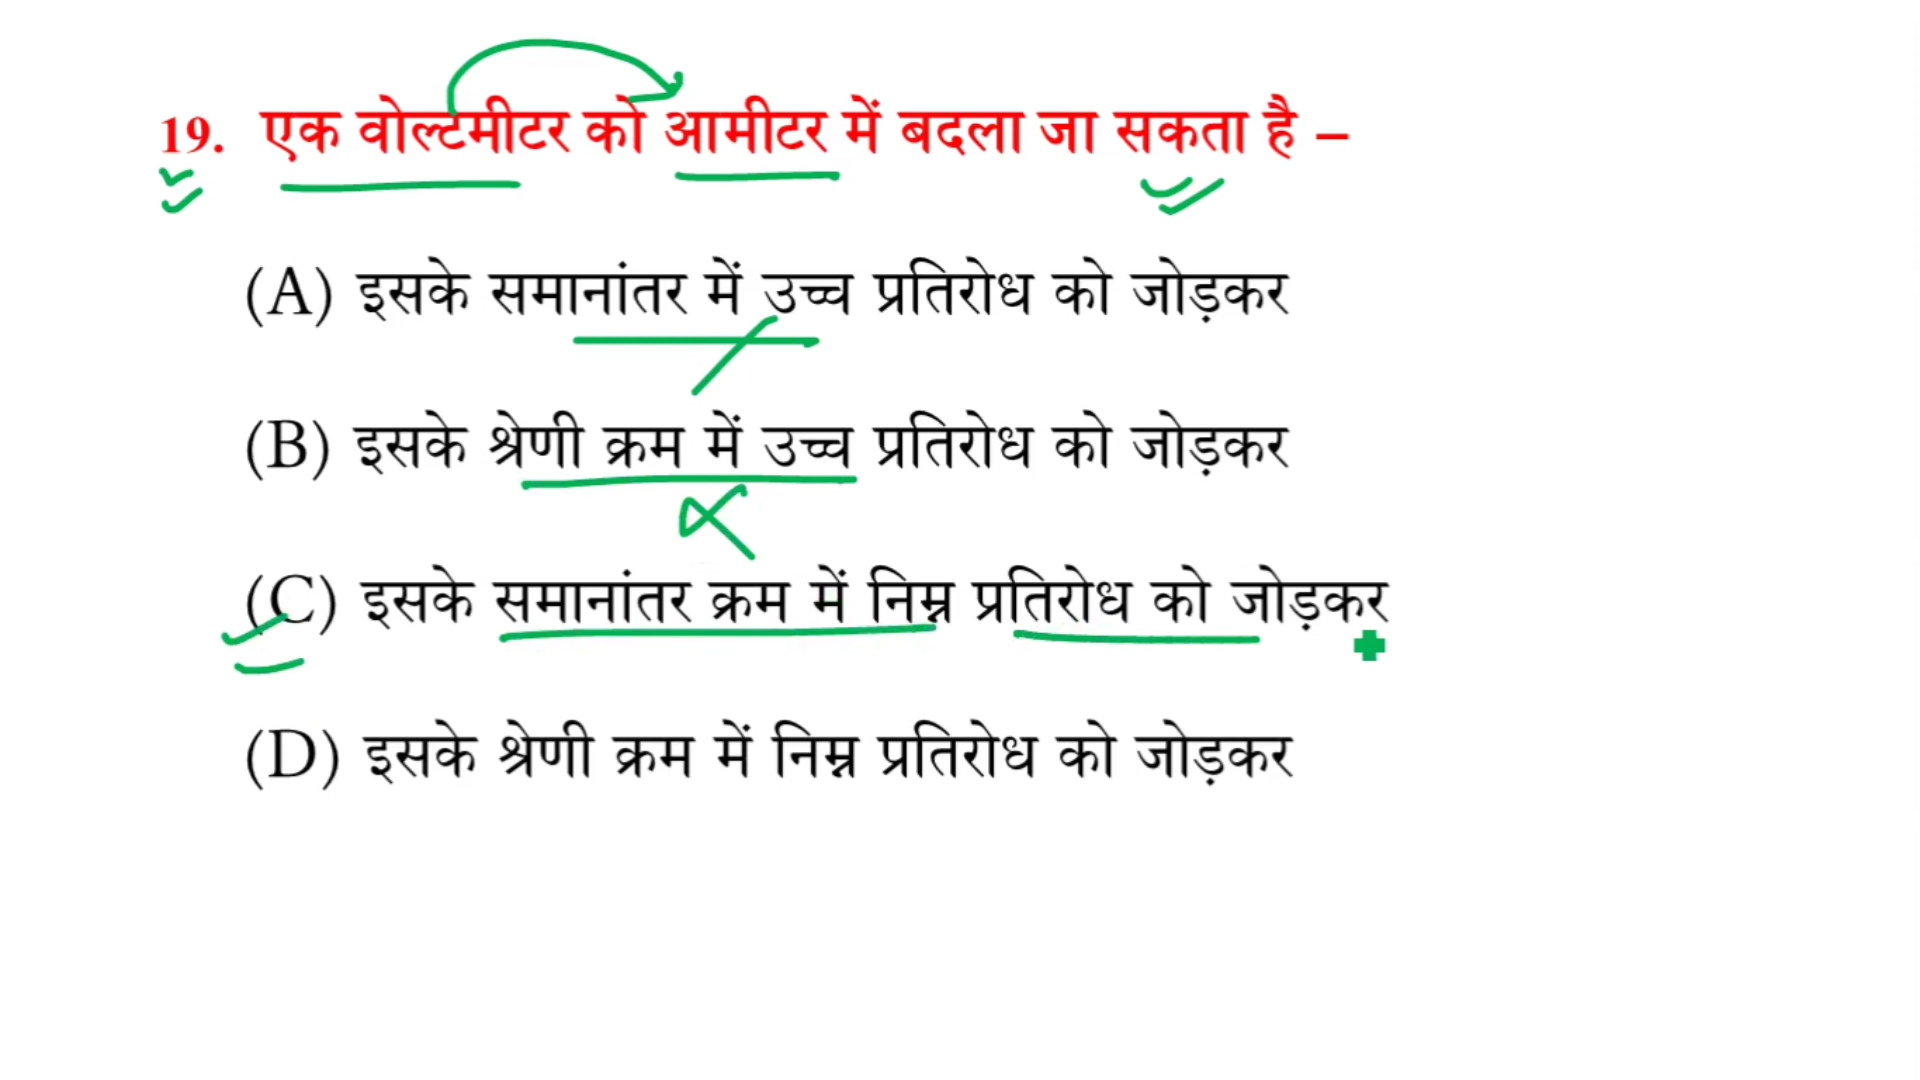 19. एक वोल्टमीटर को आमीटर में बदला जा सकता है –
(A) इसके समानांतर में उच्च प्रतिरोध को जोड़कर
(B) इसके श्रेणी क्रम में उच्च प्रतिरोध को जोड़कर
(C) इसके समानांतर क्रम में निम्न प्रतिरोध को जोड़कर
(D) इसके श्रेणी क्रम में निम्न प्रतिरोध को जोड़कर